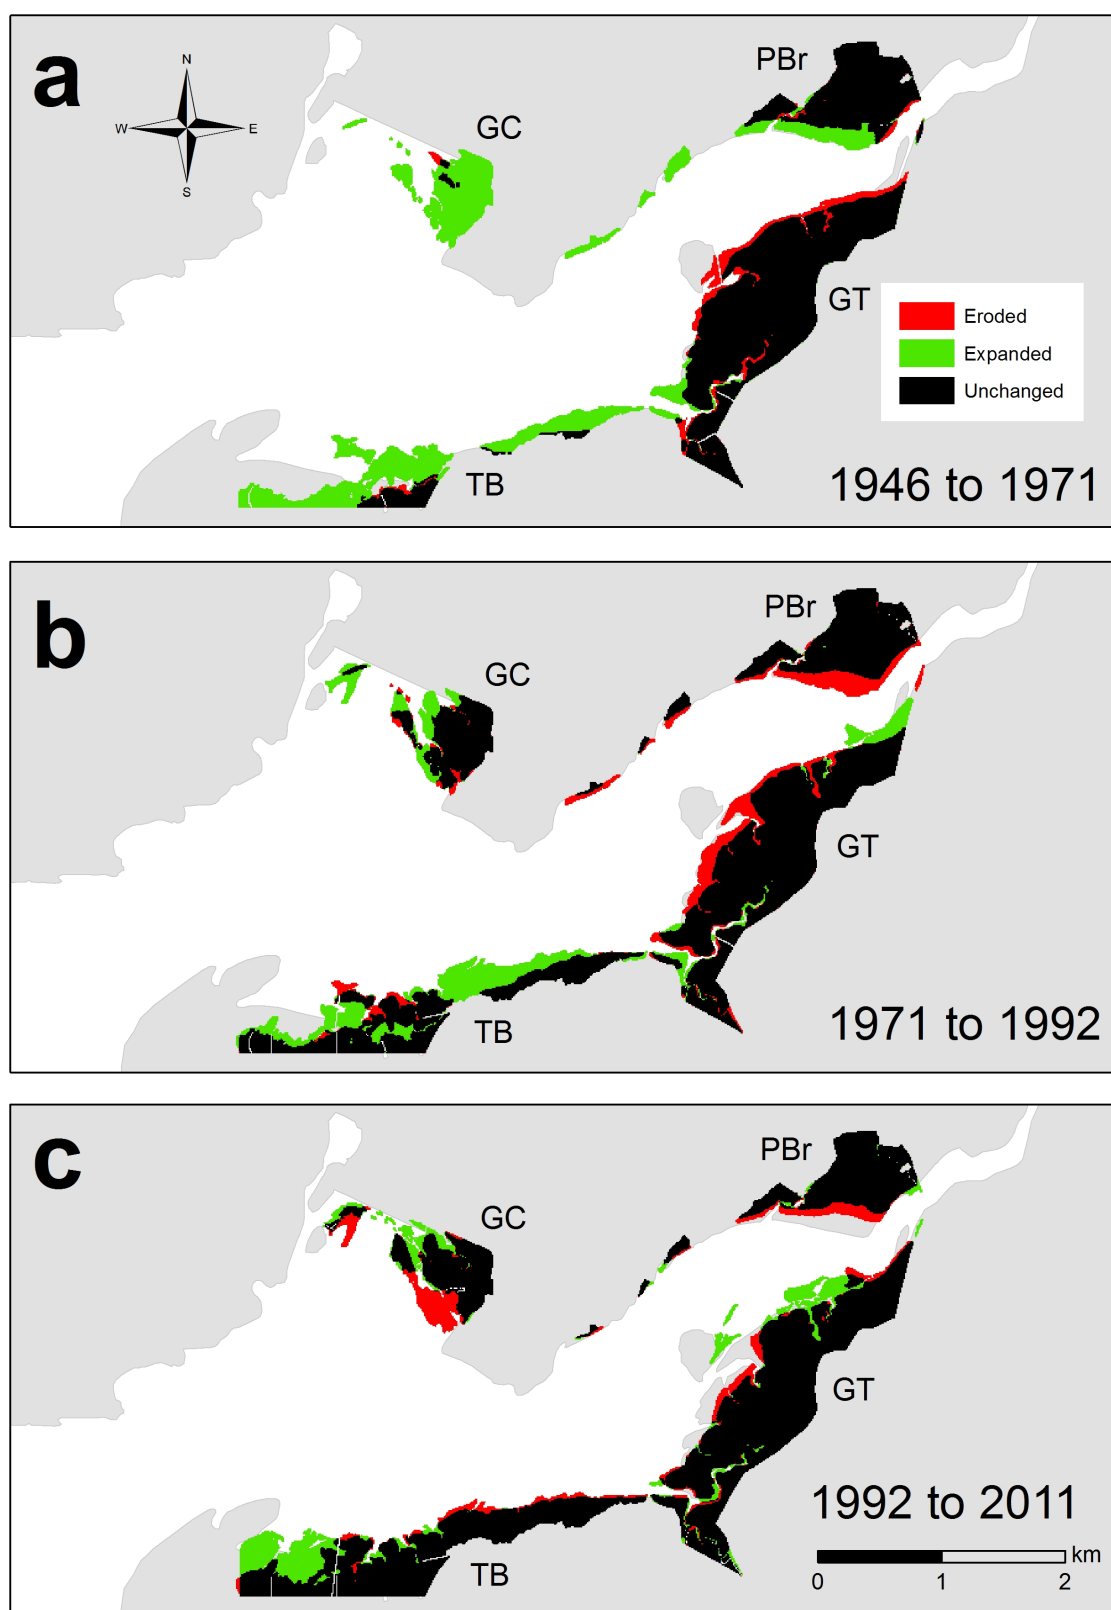 a
N
W
E
S
GC
PBr
GT
Eroded
Expanded
Unchanged
TB
1946 to 1971
b
PBr
GC
GT
TB
1971 to 1992
c
PBr
GC
GT
TB
1992 to 2011
km
0 1 2